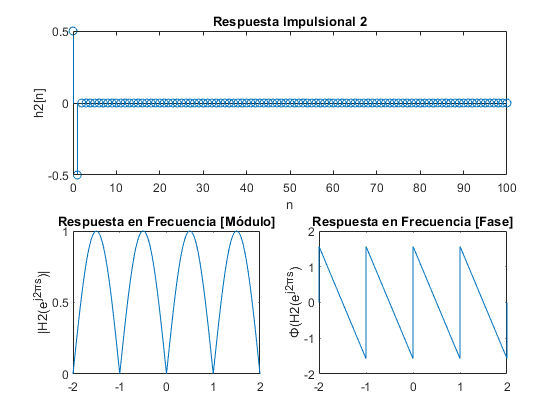 Respuesta Impulsional 2
h2[n]
0.5
0
-0.5
0 10 20 30 40 50 60 70 80 90 100
n
Respuesta en Frecuencia [Módulo]
|H2(e^j2πs)|
1
0.5
0
-2 -1 0 1 2
Respuesta en Frecuencia [Fase]
Φ(H2(e^j2πs)
2
1
0
-1
-2
-2 -1 0 1 2